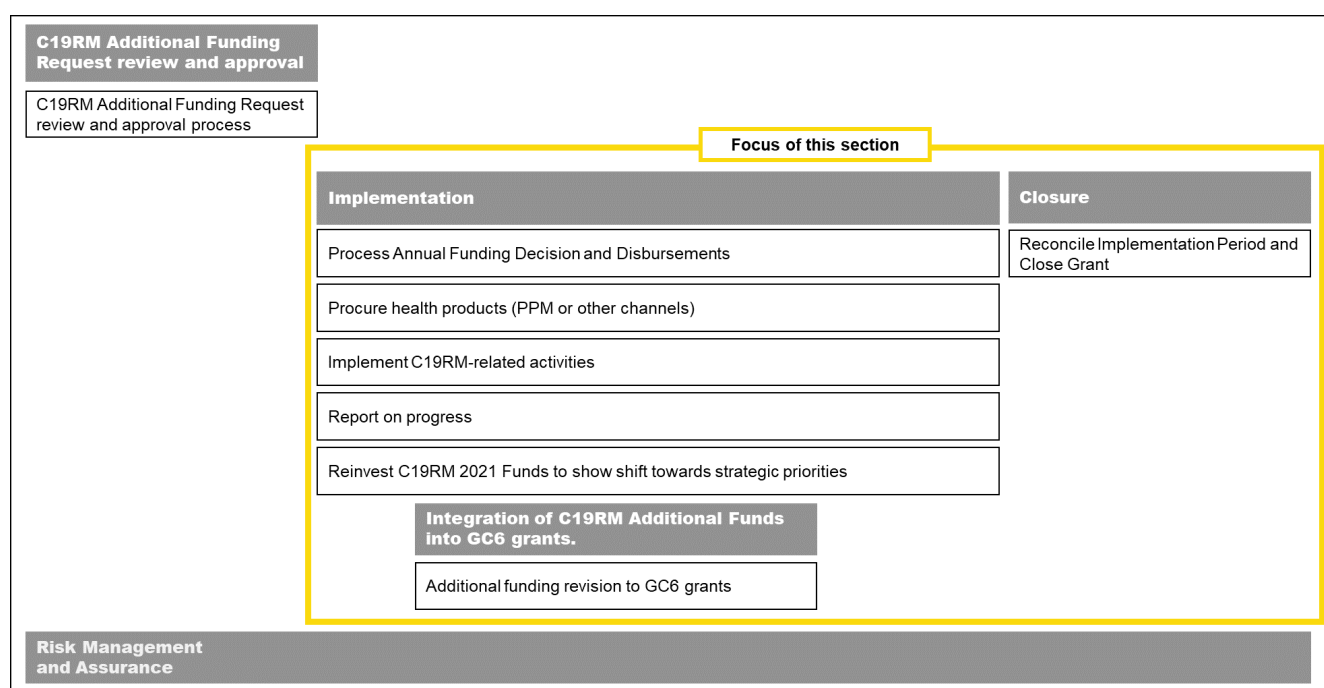 C19RM Additional Funding
Request review and approval
C19RM Additional Funding Request
review and approval process
Focus of this section
Implementation
Closure
Process Annual Funding Decision and Disbursements
Reconcile Implementation Period and
Close Grant
Procure health products (PPM or other channels)
Implement C19RM-related activities
Report on progress
Reinvest C19RM 2021 Funds to show shift towards strategic priorities
Integration of C19RM Additional Funds
into GC6 grants.
Additional funding revision to GC6 grants
Risk Management
and Assurance